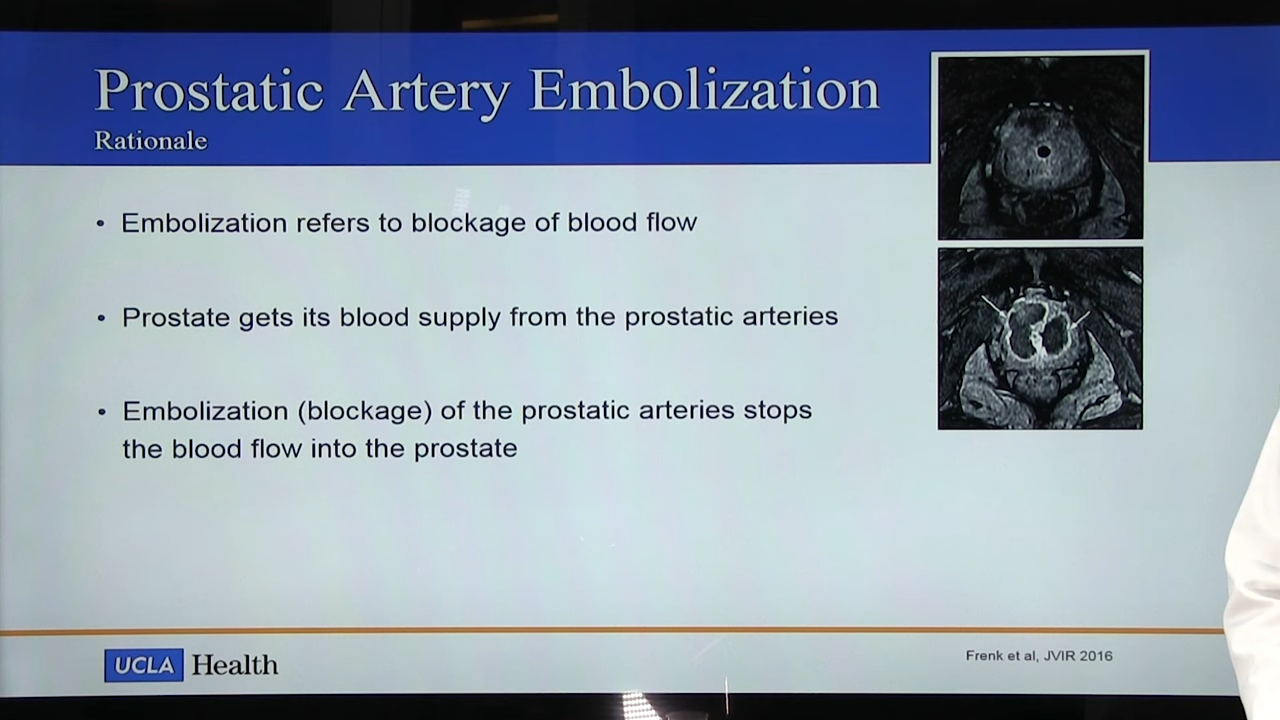 Prostatic Artery Embolization
Rationale
• Embolization refers to blockage of blood flow
• Prostate gets its blood supply from the prostatic arteries
• Embolization (blockage) of the prostatic arteries stops
the blood flow into the prostate
UCLA Health
Frenk et al, JVIR 2016